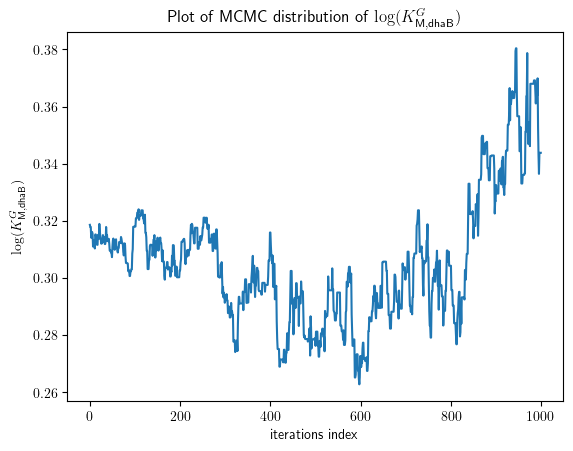 Plot of MCMC distribution of log(K^G_M,dhaB)
log(K^G_M,dhaB)
0.38
0.36
0.34
0.32
0.30
0.28
0.26
0 200 400 600 800 1000
iterations index